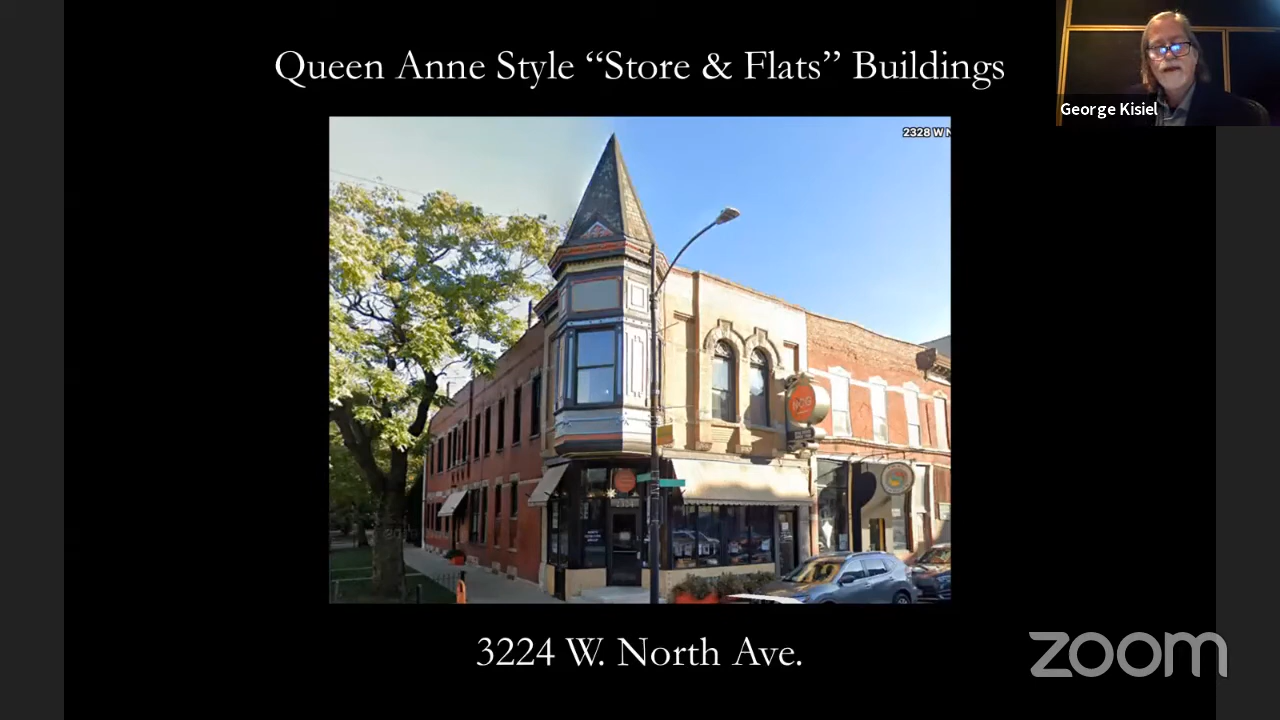 Queen Anne Style “Store & Flats” Buildings
George Kisiel
2328 W N
3224 W. North Ave.
zoom